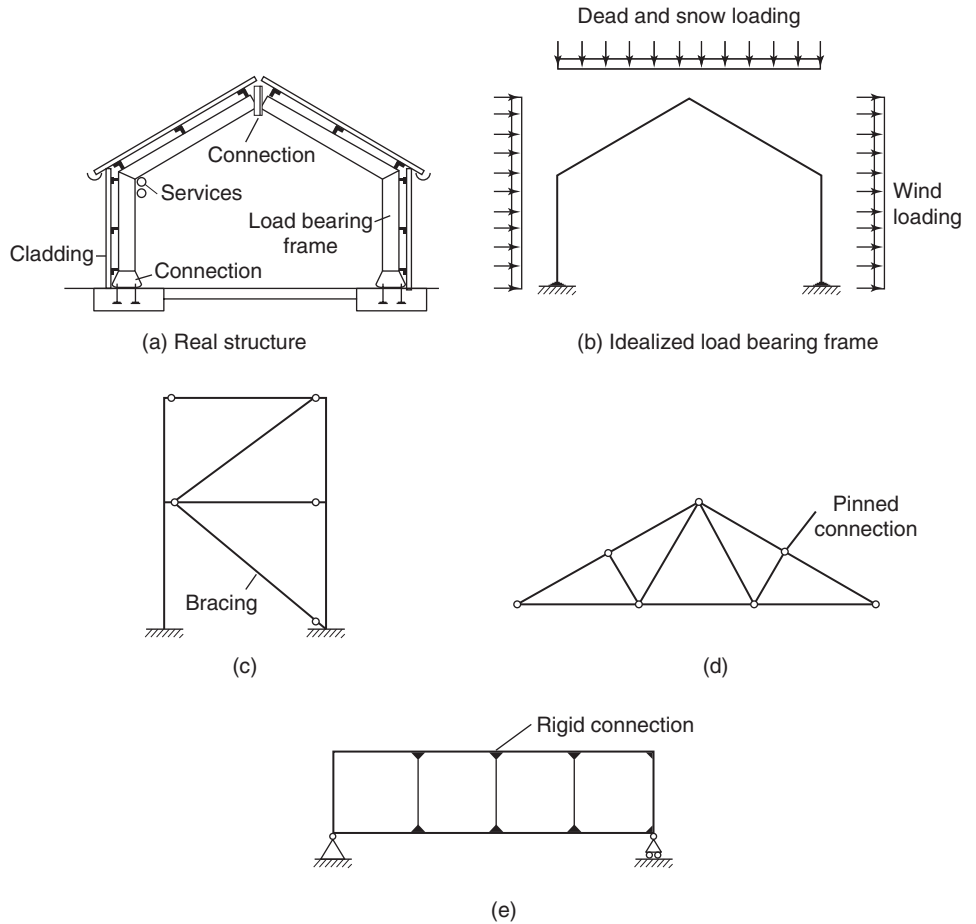 Dead and snow loading
Connection
Services
Load bearing
frame
Cladding
Connection
Wind
loading
(a) Real structure
(b) Idealized load bearing frame
Pinned
connection
Bracing
(c)
(d)
Rigid connection
(e)